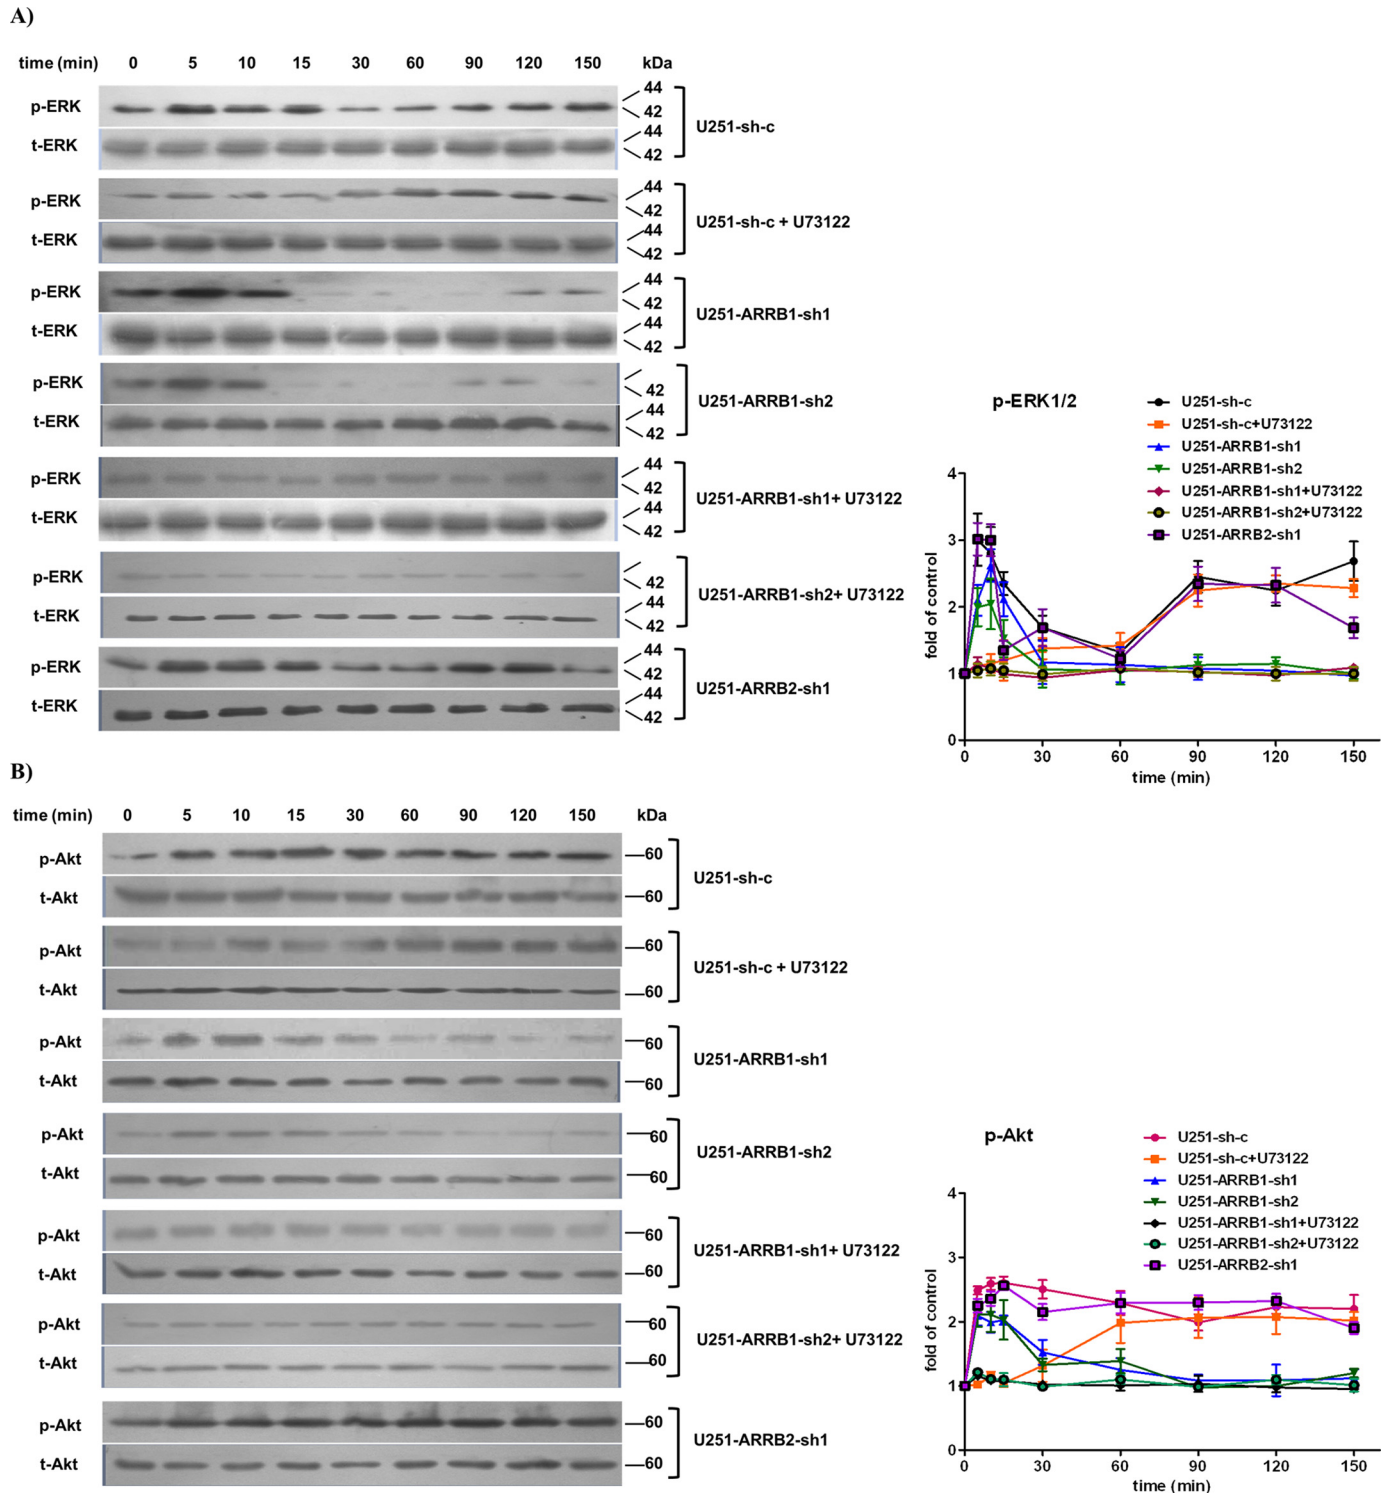 A)
time (min) 0 5 10 15 30 60 90 120 150 kDa
p-ERK 44
42
t-ERK 44
42
U251-sh-c
p-ERK 44
42
t-ERK 44
42
U251-sh-c + U73122
p-ERK 44
42
t-ERK 44
42
U251-ARRB1-sh1
p-ERK
42
t-ERK 44
42
U251-ARRB1-sh2
p-ERK 44
42
t-ERK 44
42
U251-ARRB1-sh1+ U73122
p-ERK
42
t-ERK 44
42
U251-ARRB1-sh2+ U73122
p-ERK 44
42
t-ERK 44
42
U251-ARRB2-sh1
p-ERK1/2
U251-sh-c
U251-sh-c+U73122
U251-ARRB1-sh1
U251-ARRB1-sh2
U251-ARRB1-sh1+U73122
U251-ARRB1-sh2+U73122
U251-ARRB2-sh1
fold of control
4
3
2
1
0
0 30 60 90 120 150
time (min)
B)
time (min) 0 5 10 15 30 60 90 120 150 kDa
p-Akt 60
t-Akt 60
U251-sh-c
p-Akt 60
t-Akt 60
U251-sh-c + U73122
p-Akt 60
t-Akt 60
U251-ARRB1-sh1
p-Akt 60
t-Akt 60
U251-ARRB1-sh2
p-Akt 60
t-Akt 60
U251-ARRB1-sh1+ U73122
p-Akt 60
t-Akt 60
U251-ARRB1-sh2+ U73122
p-Akt 60
t-Akt 60
U251-ARRB2-sh1
p-Akt
U251-sh-c
U251-sh-c+U73122
U251-ARRB1-sh1
U251-ARRB1-sh2
U251-ARRB1-sh1+U73122
U251-ARRB1-sh2+U73122
U251-ARRB2-sh1
fold of control
4
3
2
1
0
0 30 60 90 120 150
time (min)